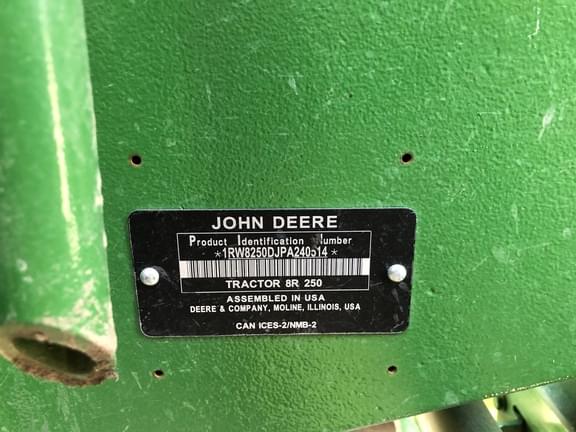 JOHN DEERE
Product Identification Number
*1RW8250DJPA240514*
TRACTOR 8R 250
ASSEMBLED IN USA
DEERE & COMPANY, MOLINE, ILLINOIS, USA
CAN ICES-2/NMB-2